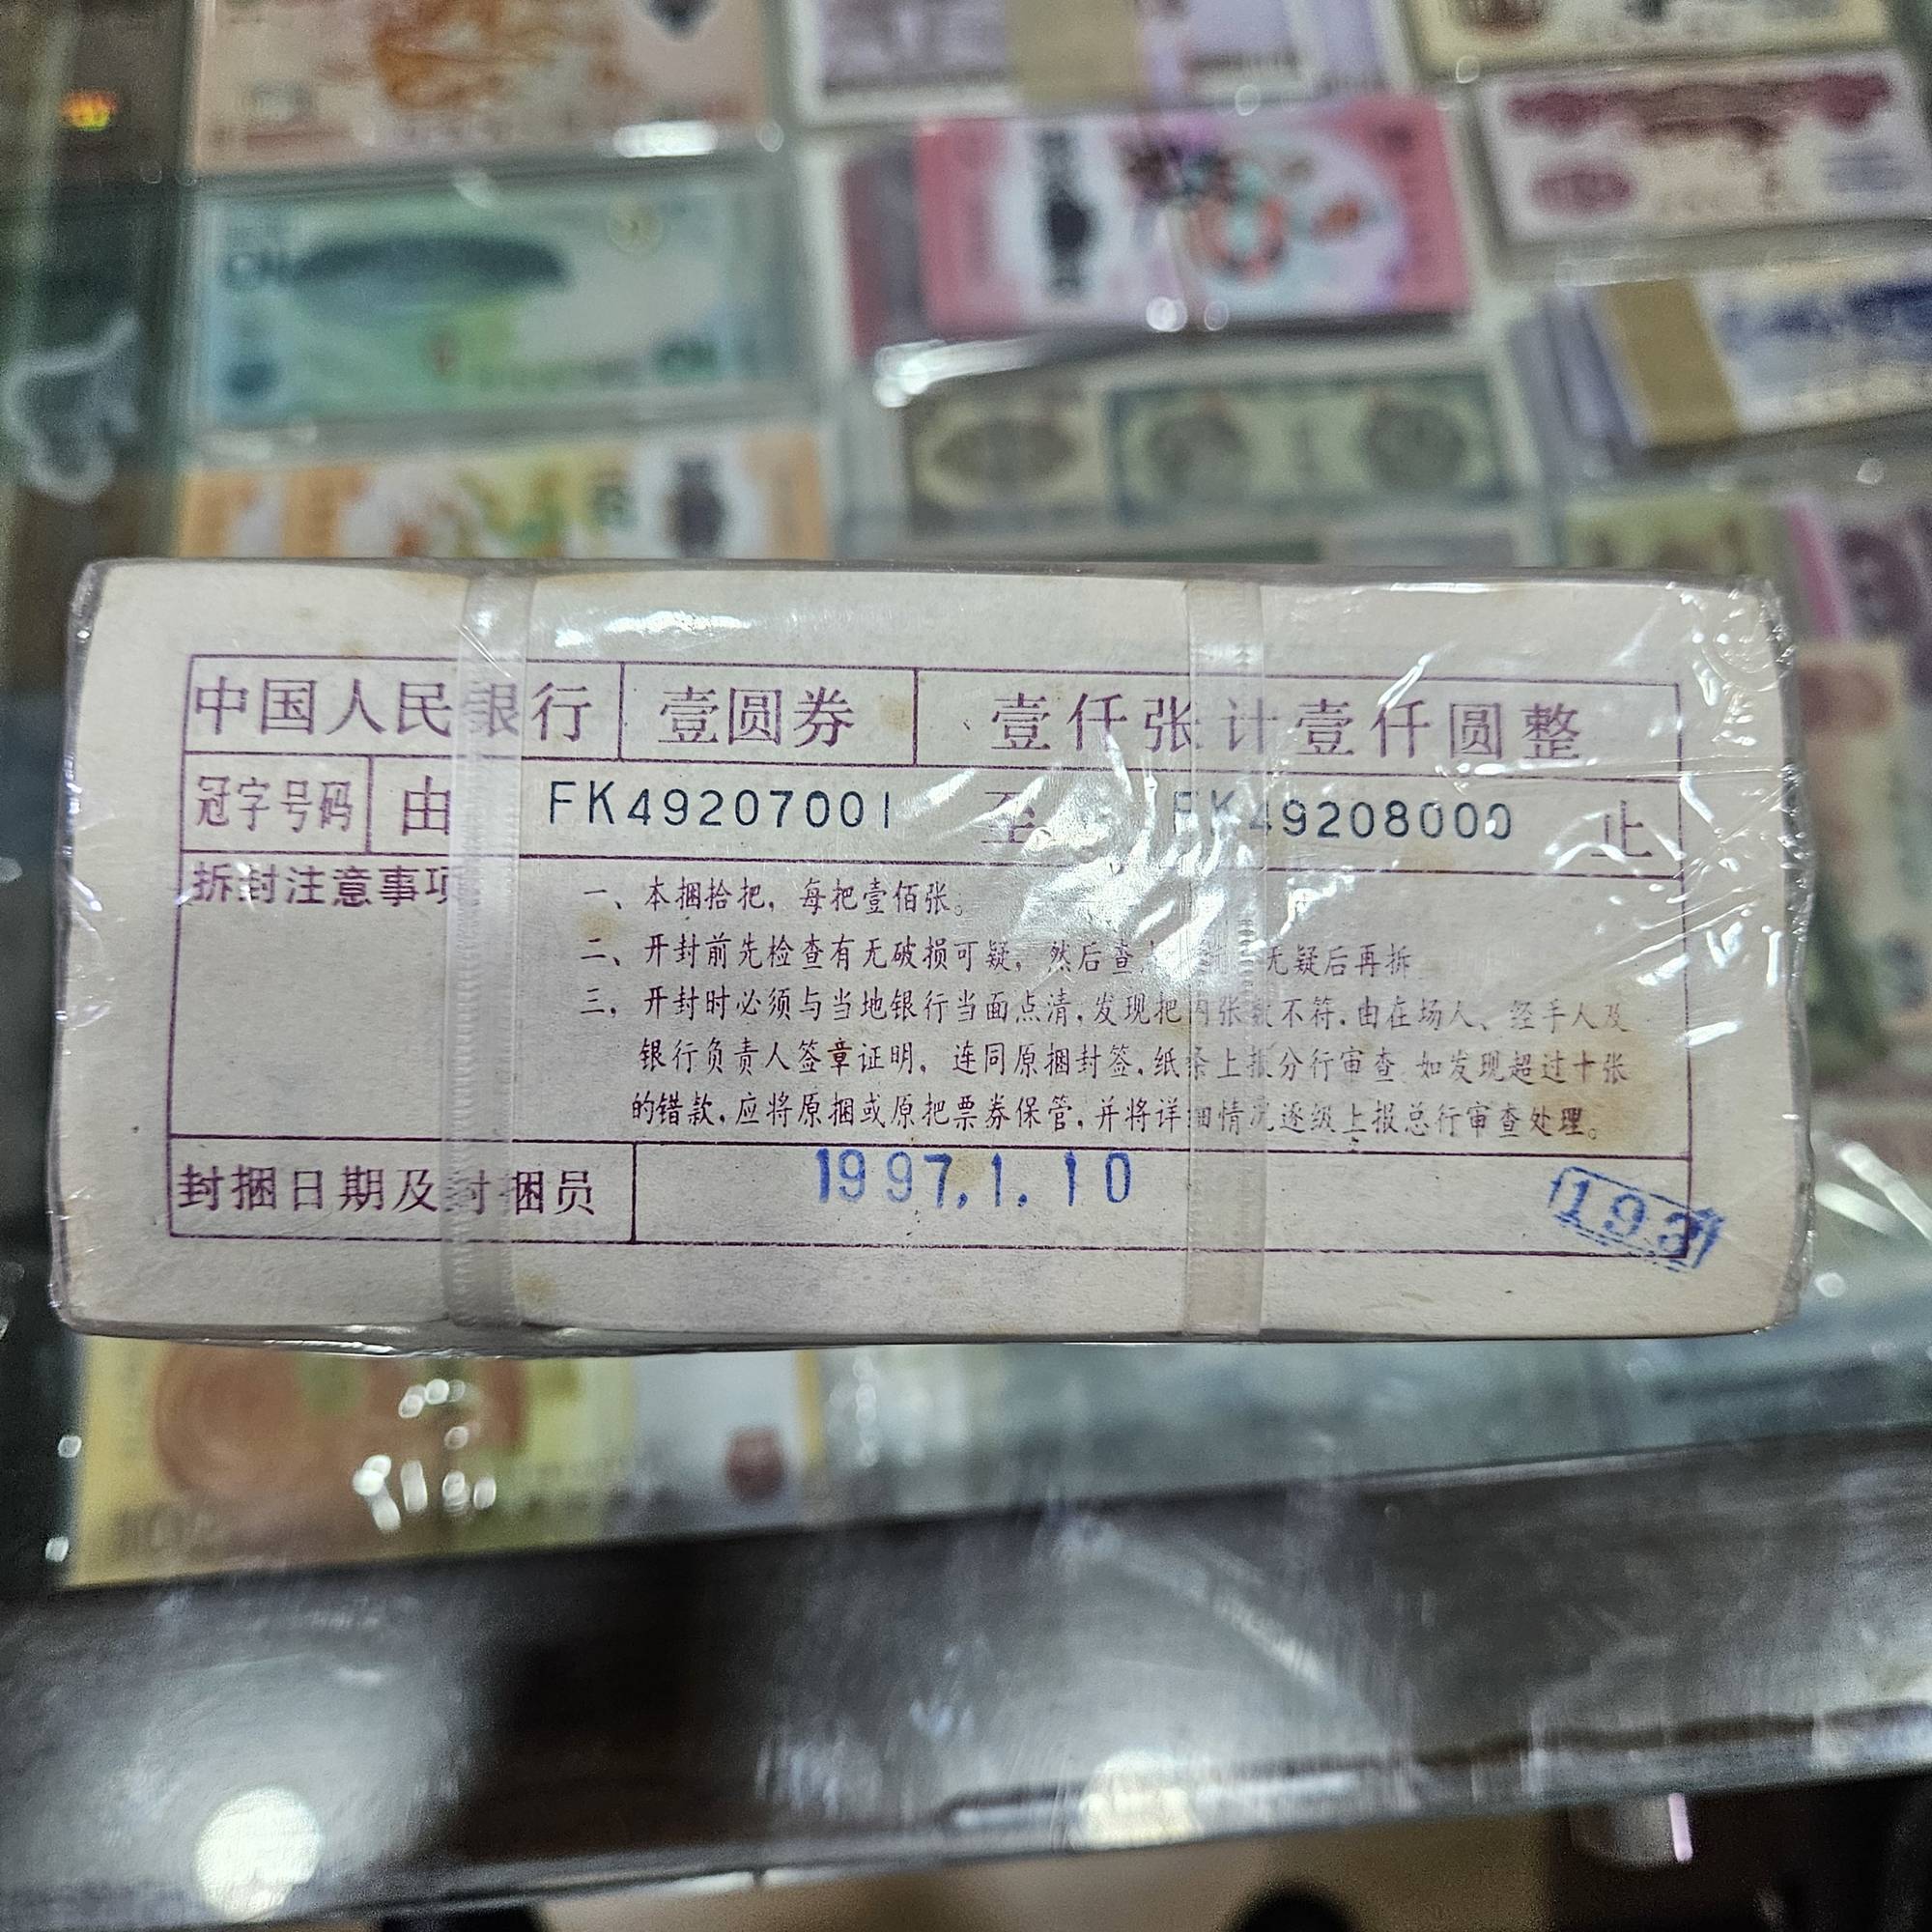 中国人民银行 壹圆券 壹仟张计壹仟圆整
冠字号码 由 FK49207001 至 FK49208000 止
拆封注意事项
一、本捆拾把，每把壹佰张。
二、开封前先检查有无破损可疑，然后查 无疑后再拆
三，开封时必须与当地银行当面点清，发现把内张数不符，由在场人、经手人及
银行负责人签章证明，连同原捆封签，纸条上报分行审查 如发现超过十张
的错款，应将原捆或原把票券保管，并将详细情况逐级上报总行审查处理。
封捆日期及封捆员 1997.1.10